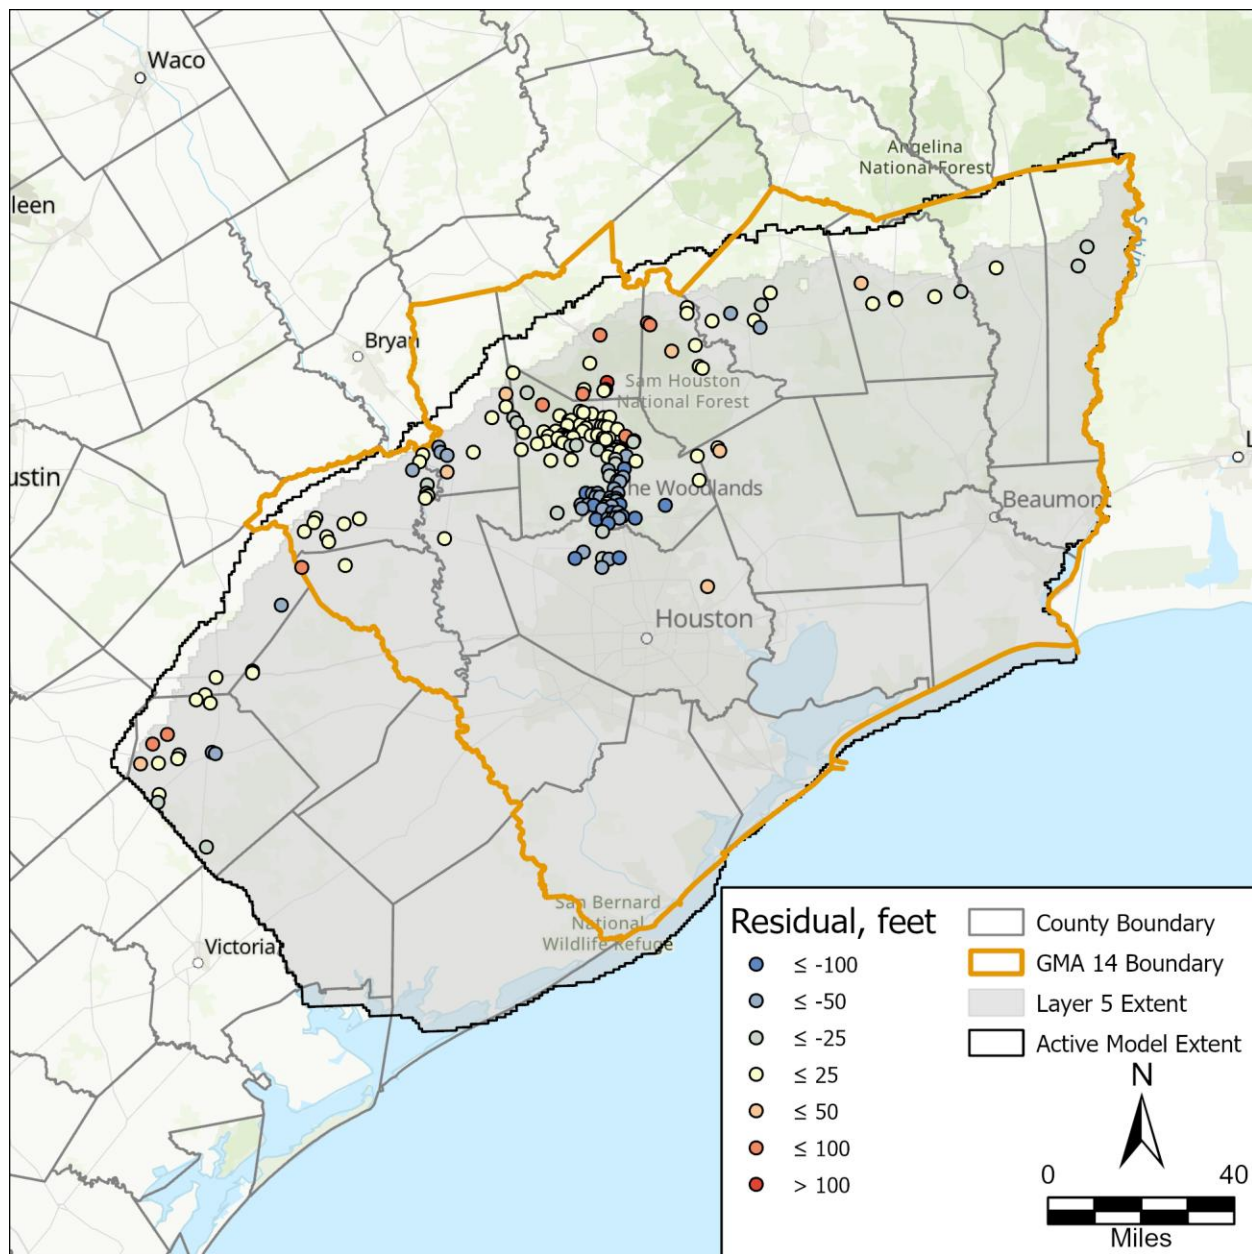 Waco
Angelina
National Forest
leen
Bryan
Sam Houston
National Forest
ustin
he Woodlands
Beaumont
L
Houston
San Bernard
National
Wildlife Refuge
Victoria
Residual, feet
≤ -100
≤ -50
≤ -25
≤ 25
≤ 50
≤ 100
> 100
County Boundary
GMA 14 Boundary
Layer 5 Extent
Active Model Extent
N
0 40
Miles